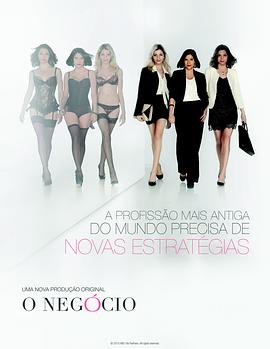 A PROFISSÃO MAIS ANTIGA
DO MUNDO PRECISA DE
NOVAS ESTRATÉGIAS
UMA NOVA PRODUÇÃO ORIGINAL
O NEGÓCIO